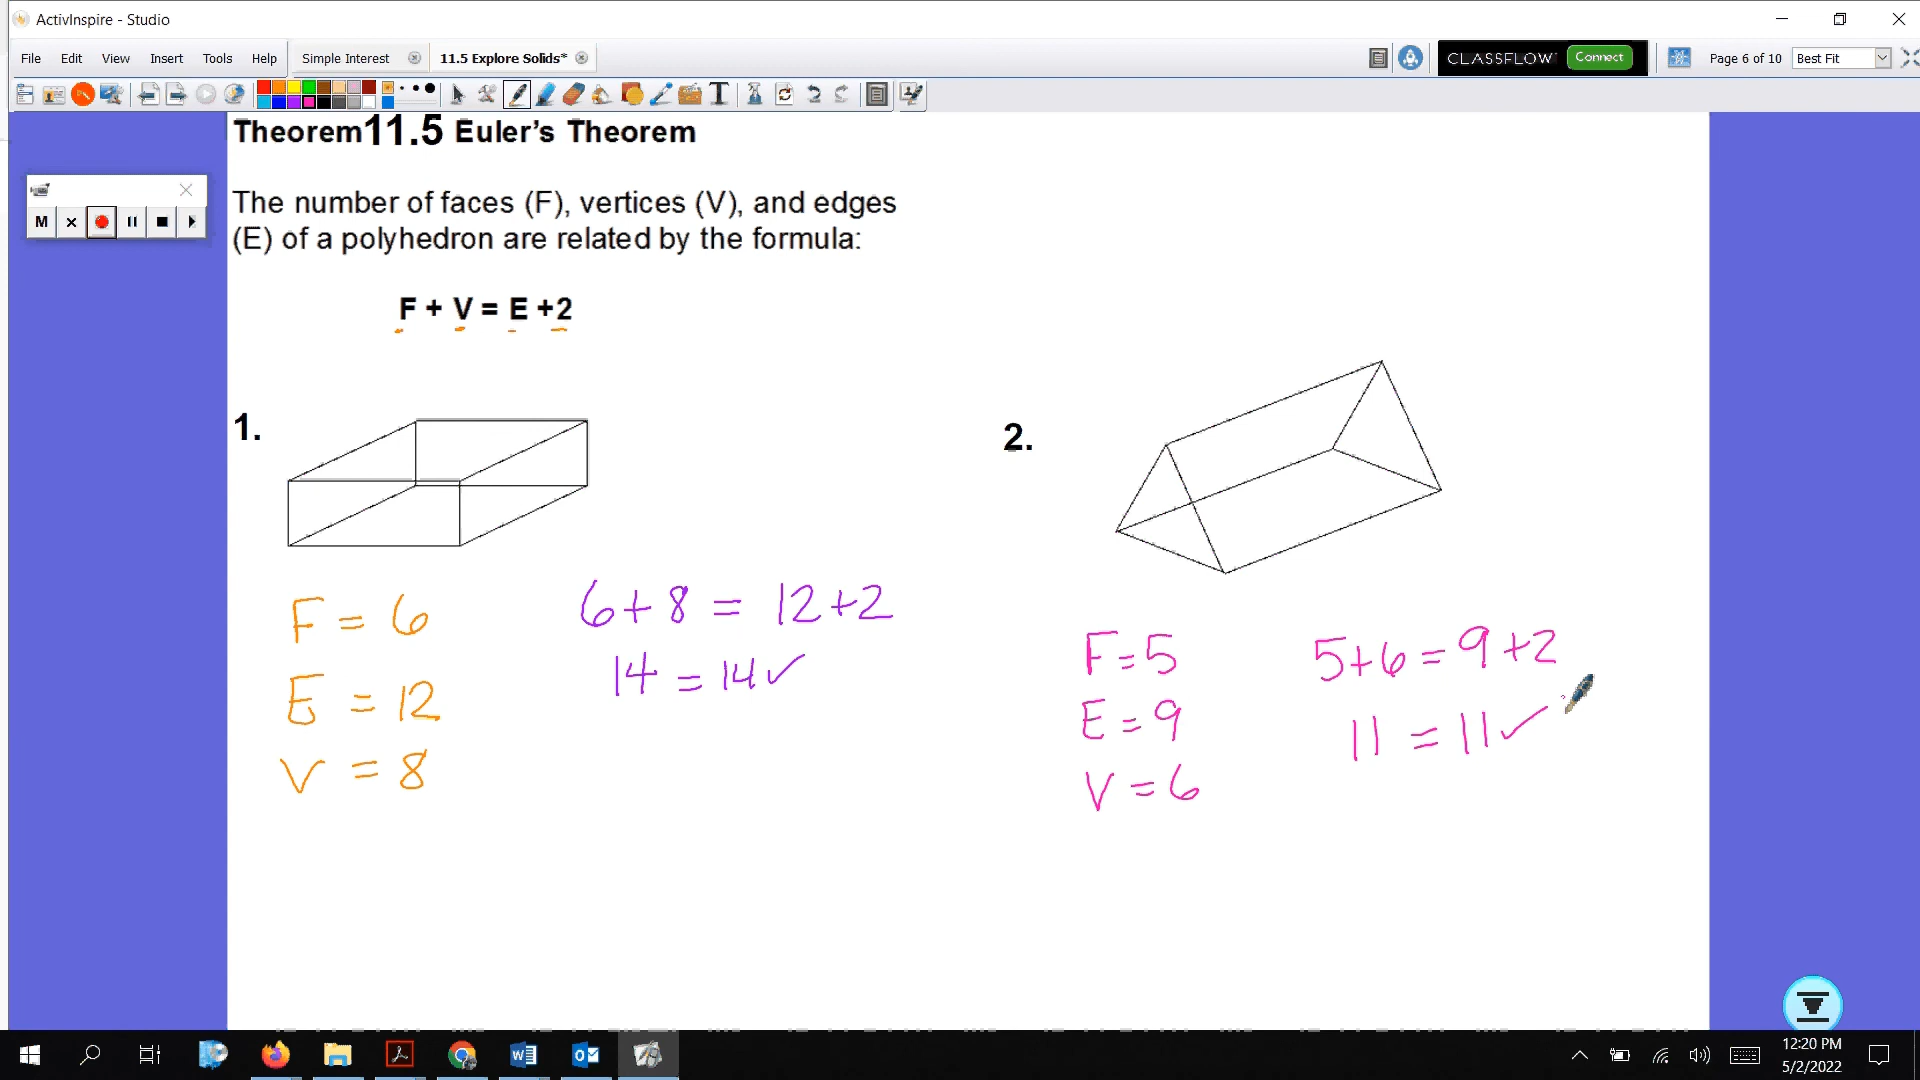 ActivInspire - Studio
File Edit View Insert Tools Help Simple Interest 11.5 Explore Solids* CLASSFLOW Connect Page 6 of 10 Best Fit
T
Theorem 11.5 Euler's Theorem
M
The number of faces (F), vertices (V), and edges
(E) of a polyhedron are related by the formula:
F + V = E +2
1.
F = 6
E = 12
V = 8
6+8 = 12+2
14 = 14✓
2.
F=5
E=9
V=6
5+6=9+2
11=11✓
12:20 PM
5/2/2022